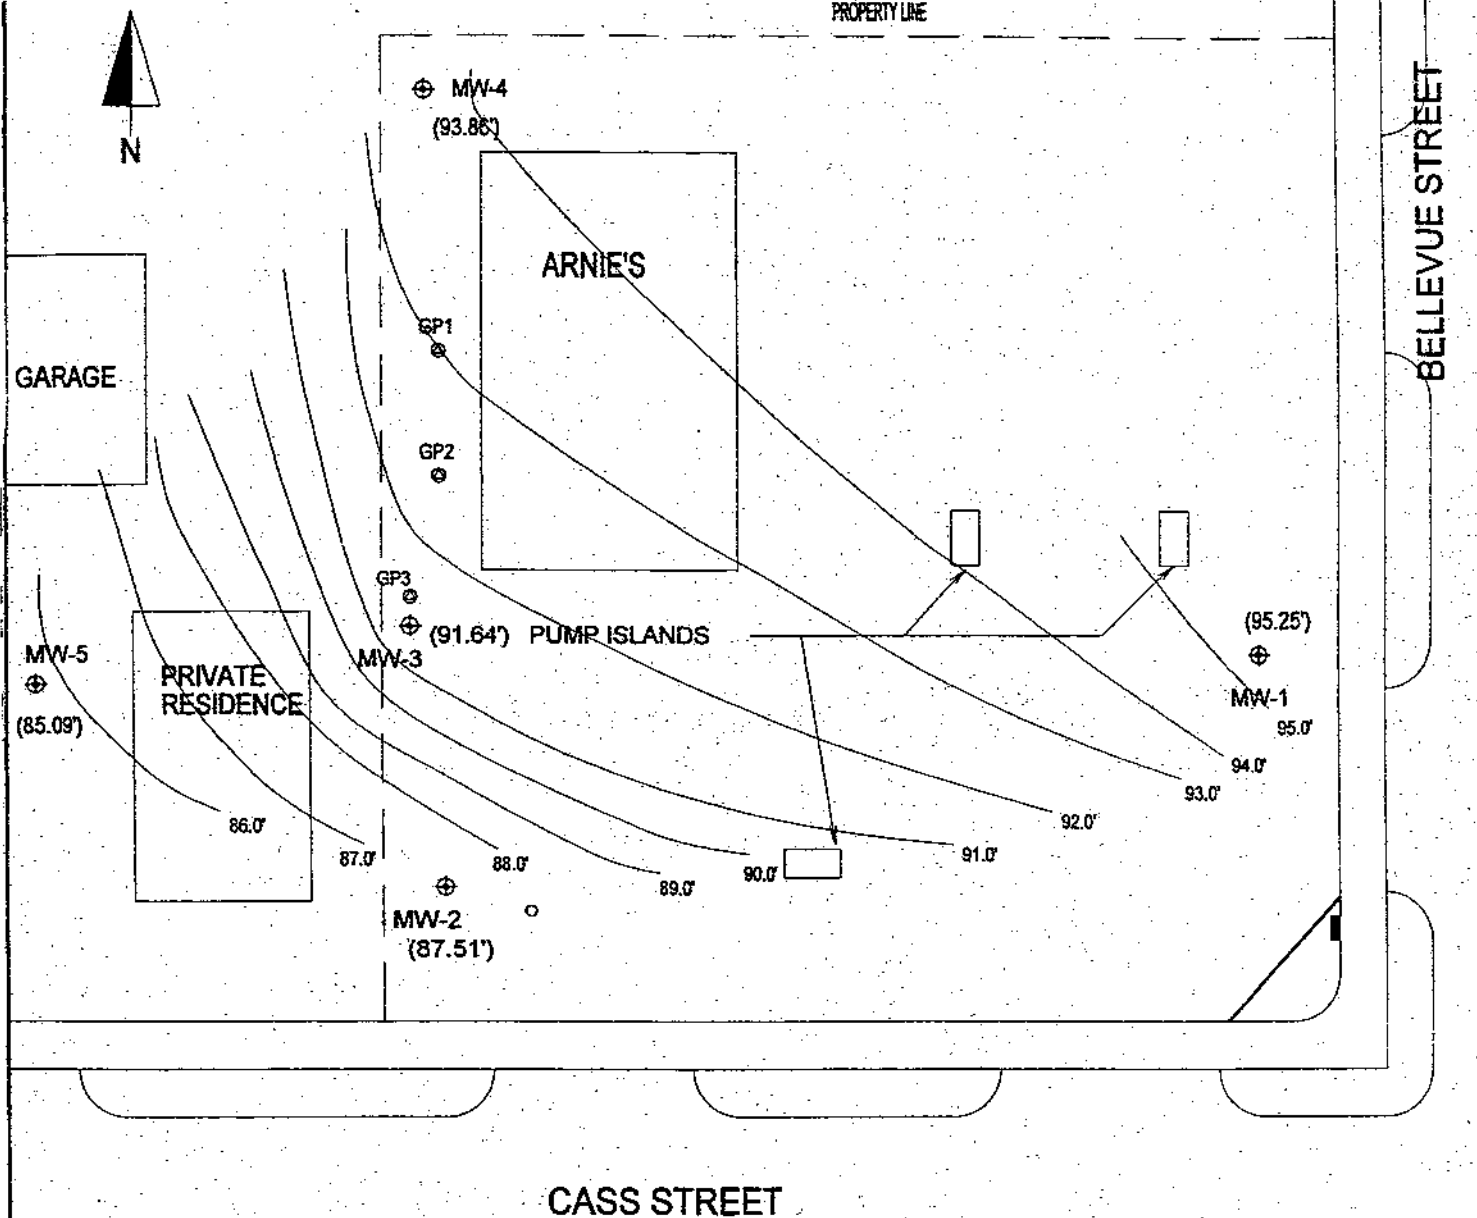 PROPERTY LINE
MW-4
(93.86')
N
BELLEVUE STREET
ARNIE'S
GP1
GARAGE
GP2
GP3
(91.64') PUMP ISLANDS
(95.25')
MW-5
MW-3
PRIVATE
RESIDENCE
MW-1
(85.09')
95.0'
94.0'
93.0'
92.0'
86.0'
87.0'
88.0'
91.0'
90.0'
89.0'
MW-2
(87.51')
CASS STREET